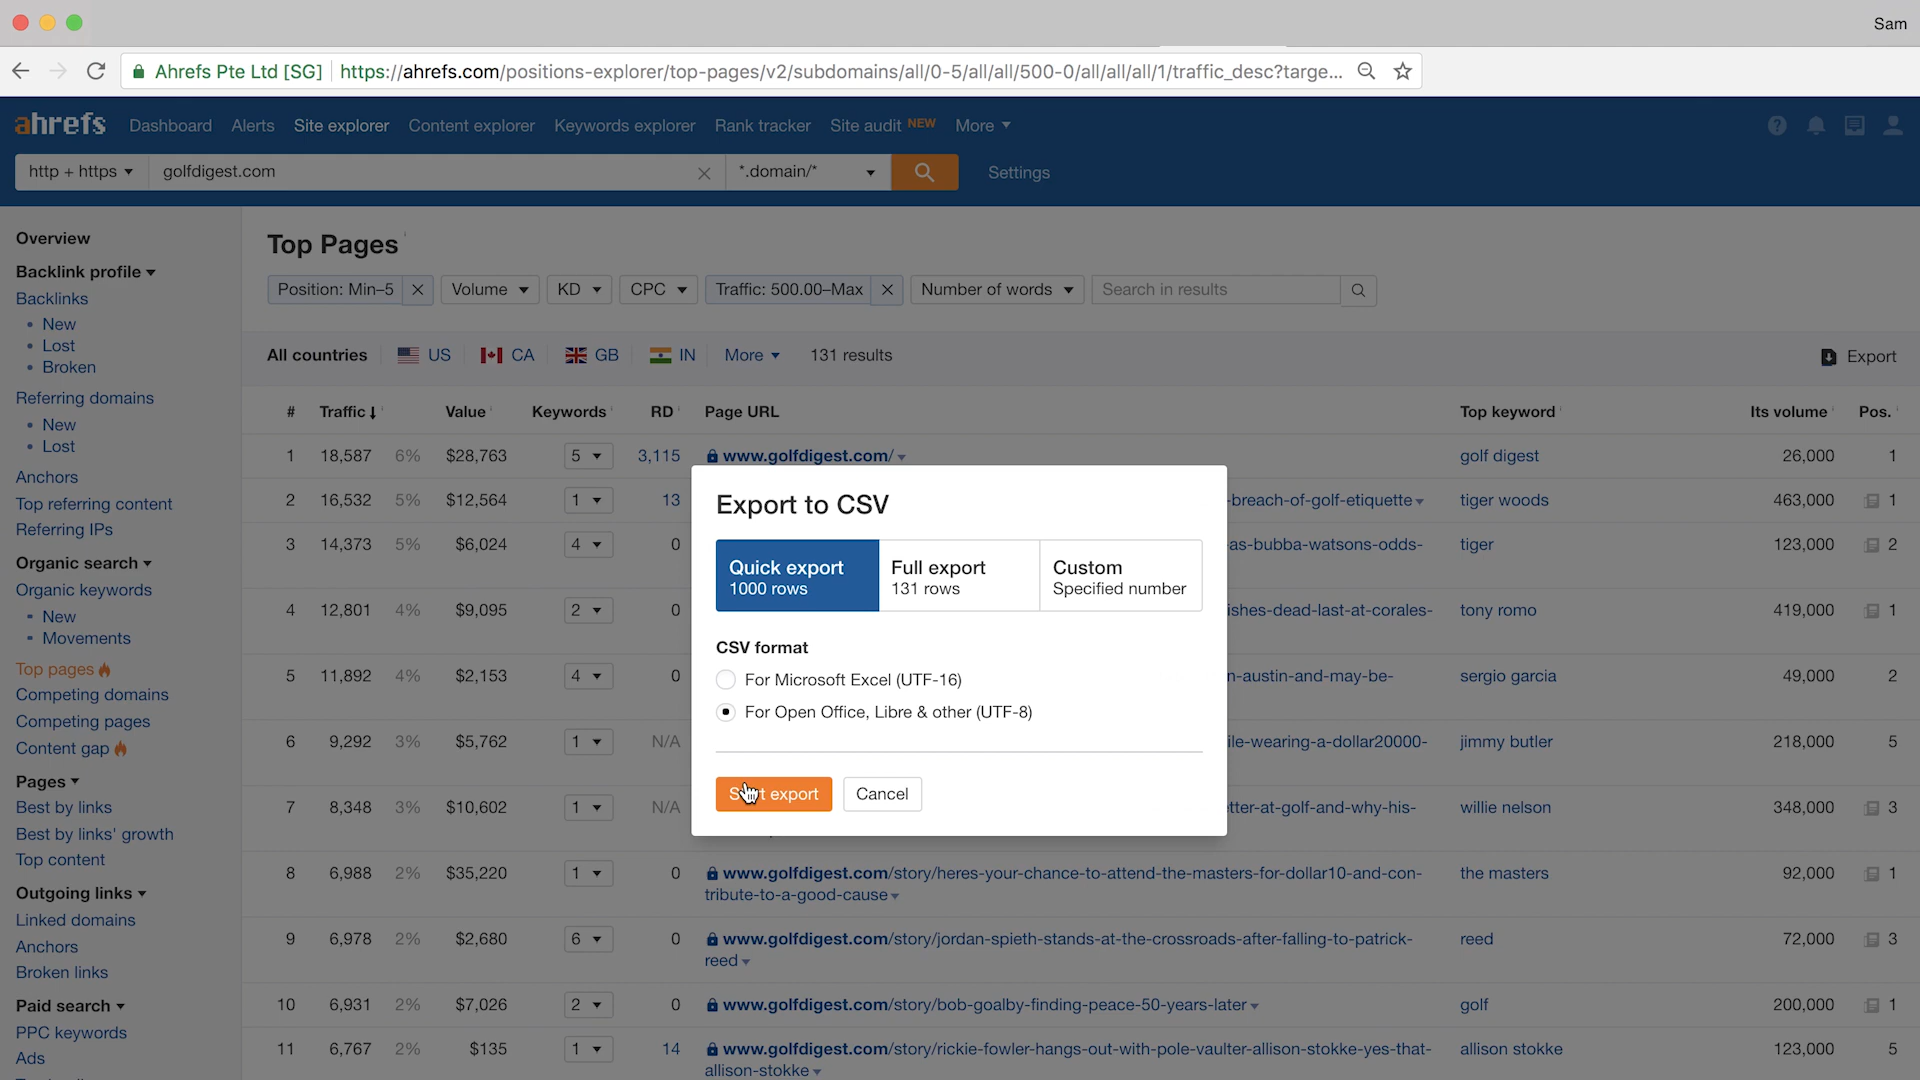 Sam
Ahrefs Pte Ltd [SG] https://ahrefs.com/positions-explorer/top-pages/v2/subdomains/all/0-5/all/all/500-0/all/all/all/1/traffic_desc?targe...
ahrefs Dashboard Alerts Site explorer Content explorer Keywords explorer Rank tracker Site audit NEW More
http + https golfdigest.com *.domain/* Settings
Overview
Backlink profile
Backlinks
New
Lost
Broken
Referring domains
New
Lost
Anchors
Top referring content
Referring IPs
Organic search
Organic keywords
New
Movements
Top pages
Competing domains
Competing pages
Content gap
Pages
Best by links
Best by links' growth
Top content
Outgoing links
Linked domains
Anchors
Broken links
Paid search
PPC keywords
Ads
Top Pages
Position: Min–5 Volume KD CPC Traffic: 500.00–Max Number of words Search in results
All countries US CA GB IN More 131 results Export
# Traffic Value Keywords RD Page URL Top keyword Its volume Pos.
1 18,587 6% $28,763 5 3,115 www.golfdigest.com/ golf digest 26,000 1
2 16,532 5% $12,564 1 13 -breach-of-golf-etiquette tiger woods 463,000 1
3 14,373 5% $6,024 4 0 -as-bubba-watsons-odds- tiger 123,000 2
4 12,801 4% $9,095 2 0 ishes-dead-last-at-corales- tony romo 419,000 1
5 11,892 4% $2,153 4 0 n-austin-and-may-be- sergio garcia 49,000 2
6 9,292 3% $5,762 1 N/A ile-wearing-a-dollar20000- jimmy butler 218,000 5
7 8,348 3% $10,602 1 N/A tter-at-golf-and-why-his- willie nelson 348,000 3
8 6,988 2% $35,220 1 0 www.golfdigest.com/story/heres-your-chance-to-attend-the-masters-for-dollar10-and-con-
tribute-to-a-good-cause
the masters 92,000 1
9 6,978 2% $2,680 6 0 www.golfdigest.com/story/jordan-spieth-stands-at-the-crossroads-after-falling-to-patrick-
reed
reed 72,000 3
10 6,931 2% $7,026 2 0 www.golfdigest.com/story/bob-goalby-finding-peace-50-years-later golf 200,000 1
11 6,767 2% $135 1 14 www.golfdigest.com/story/rickie-fowler-hangs-out-with-pole-vaulter-allison-stokke-yes-that-
allison-stokke
allison stokke 123,000 5
Export to CSV
Quick export
1000 rows
Full export
131 rows
Custom
Specified number
CSV format
For Microsoft Excel (UTF-16)
For Open Office, Libre & other (UTF-8)
export Cancel